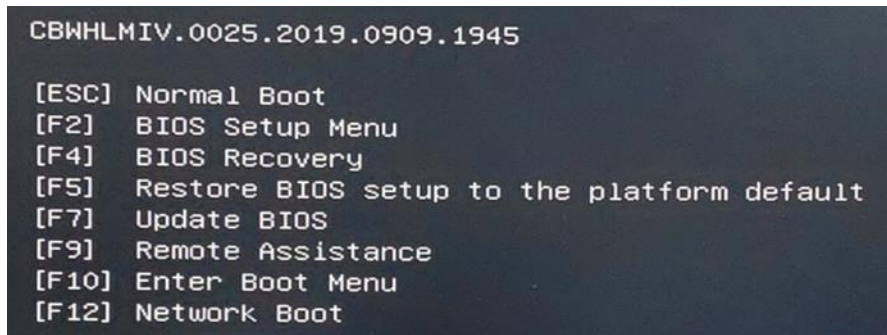 CBWHLMIV.0025.2019.0909.1945
[ESC] Normal Boot
[F2] BIOS Setup Menu
[F4] BIOS Recovery
[F5] Restore BIOS setup to the platform default
[F7] Update BIOS
[F9] Remote Assistance
[F10] Enter Boot Menu
[F12] Network Boot